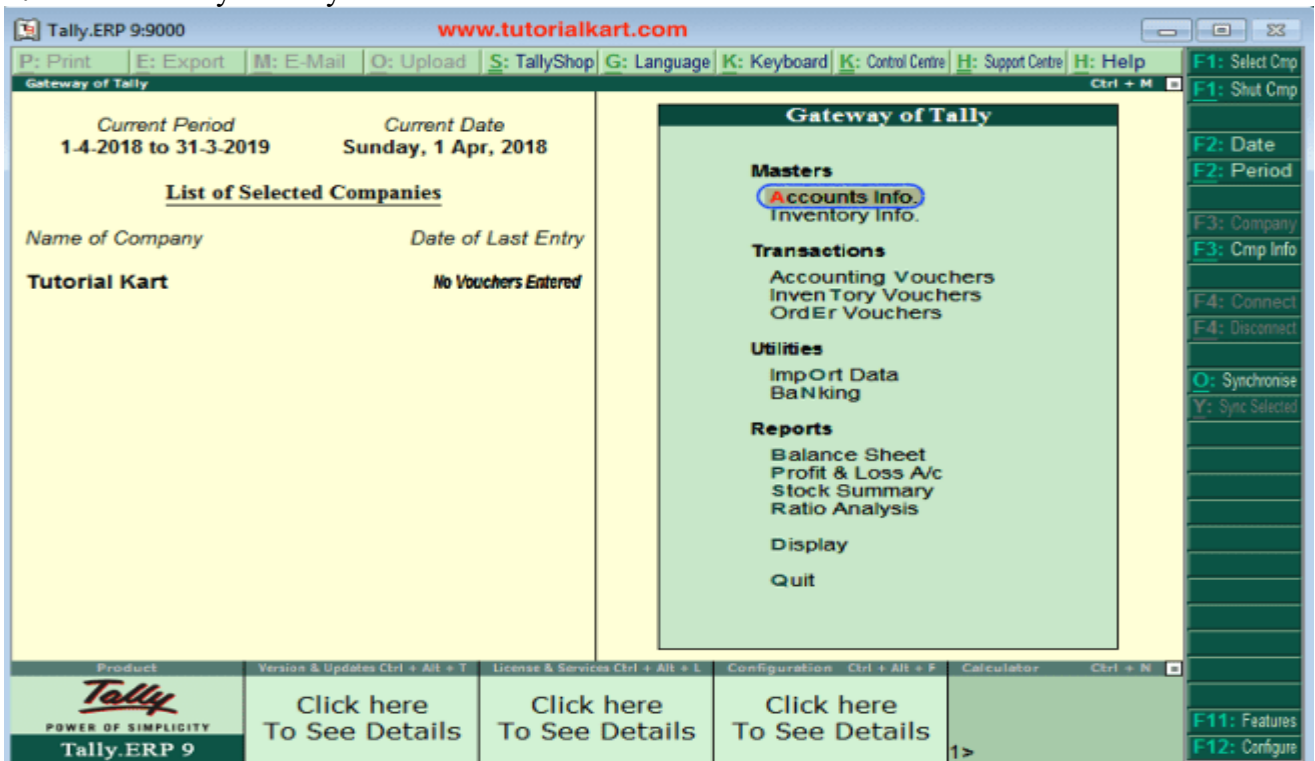 Tally.ERP 9:9000
www.tutorialkart.com
P: Print E: Export M: E-Mail O: Upload S: TallyShop G: Language K: Keyboard K: Control Centre H: Support Centre H: Help
Gateway of Tally Ctrl + M
Current Period Current Date
1-4-2018 to 31-3-2019 Sunday, 1 Apr, 2018
List of Selected Companies
Name of Company Date of Last Entry
Tutorial Kart No Vouchers Entered
Gateway of Tally
Masters
Accounts Info.
Inventory Info.
Transactions
Accounting Vouchers
InvenTory Vouchers
OrdEr Vouchers
Utilities
ImpOrt Data
BaNking
Reports
Balance Sheet
Profit & Loss A/c
Stock Summary
Ratio Analysis
Display
Quit
F1: Select Cmp
F1: Shut Cmp
F2: Date
F2: Period
F3: Company
F3: Cmp Info
F4: Connect
F4: Disconnect
O: Synchronise
Y: Sync Selected
F11: Features
F12: Configure
Product Version & Updates Ctrl + Alt + T License & Services Ctrl + Alt + L Configuration Ctrl + Alt + F Calculator Ctrl + N
Tally
POWER OF SIMPLICITY
Tally.ERP 9
Click here
To See Details
Click here
To See Details
Click here
To See Details
1>